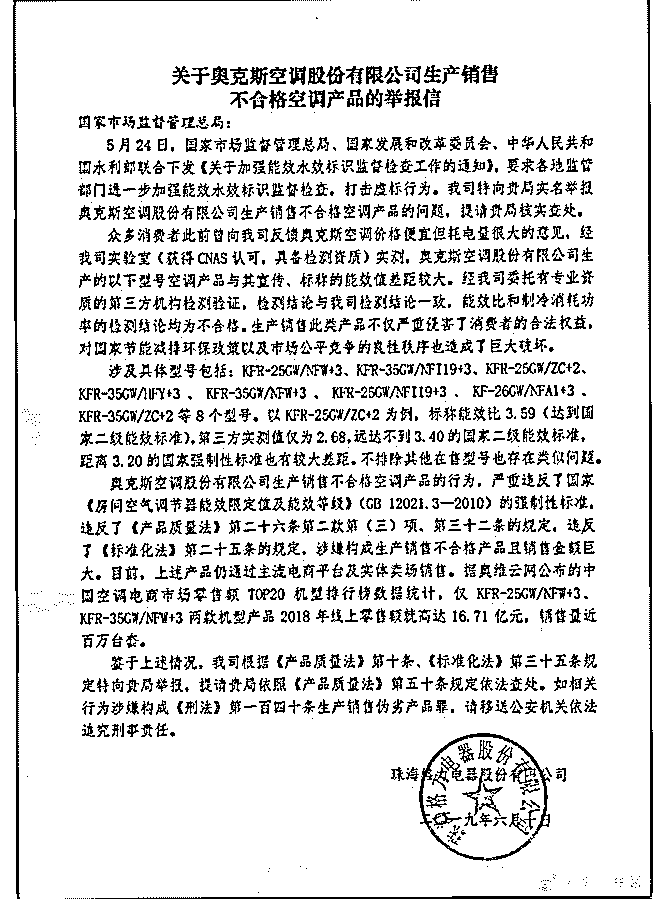 关于奥克斯空调股份有限公司生产销售
不合格空调产品的举报信
国家市场监督管理总局：
5月24日，国家市场监督管理总局、国家发展和改革委员会、中华人民共和
国水利部联合下发《关于加强能效水效标识监督检查工作的通知》，要求各地监管
部门进一步加强能效水效标识监督检查，打击虚标行为。我司特向贵局实名举报
奥克斯空调股份有限公司生产销售不合格空调产品的问题，提请贵局核实查处。
众多消费者此前曾向我司反馈奥克斯空调价格便宜但耗电量很大的意见，经
我司实验室（获得CNAS认可，具备检测资质）实测，奥克斯空调股份有限公司生
产的以下型号空调产品与其宣传、标称的能效值差距较大。经我司委托有专业资
质的第三方机构检测验证，检测结论与我司检测结论一致，能效比和制冷消耗功
率的检测结论均为不合格。生产销售此类产品不仅严重侵害了消费者的合法权益，
对国家节能减排环保政策以及市场公平竞争的良性秩序也造成了巨大破坏。
涉及具体型号包括：KFR-25GW/NFW+3、KFR-35GW/NFI19+3、KFR-25GW/ZC+2、
KFR-35GW/HFY+3、KFR-35GW/NFW+3、KFR-25GW/NFI19+3、KF-26GW/NFA1+3、
KFR-35GW/ZC+2等8个型号。以KFR-25GW/ZC+2为例，标称能效比3.59（达到国
家二级能效标准），第三方实测值仅为2.68，远达不到3.40的国家二级能效标准，
距离3.20的国家强制性标准也有较大差距。不排除其他在售型号也存在类似问题。
奥克斯空调股份有限公司生产销售不合格空调产品的行为，严重违反了国家
《房间空气调节器能效限定值及能效等级》（GB 12021.3—2010）的强制性标准，
违反了《产品质量法》第二十六条第二款第（三）项、第三十二条的规定，违反
了《标准化法》第二十五条的规定，涉嫌构成生产销售不合格产品且销售金额巨
大。目前，上述产品仍通过主流电商平台及实体卖场销售。据奥维云网公布的中
国空调电商市场零售额TOP20机型排行榜数据统计，仅KFR-25GW/NFW+3、
KFR-35GW/NFW+3两款机型产品2018年线上零售额就高达16.71亿元，销售量近
百万台套。
鉴于上述情况，我司根据《产品质量法》第十条、《标准化法》第三十五条规
定特向贵局举报，提请贵局依照《产品质量法》第五十条规定依法查处。如相关
行为涉嫌构成《刑法》第一百四十条生产销售伪劣产品罪，请移送公安机关依法
追究刑事责任。
珠海格力电器股份有限公司
二〇一九年六月十日
珠海格力电器股份有限公司